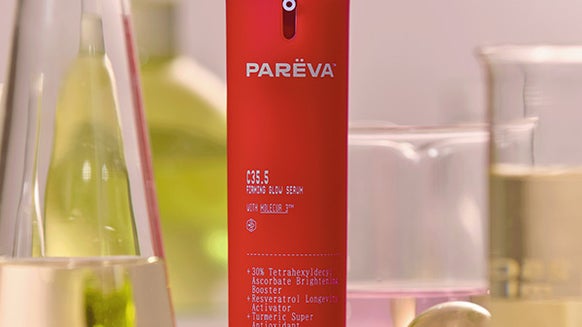 PARËVA™
C35.5
FIRMING GLOW SERUM
WITH MOLECUR 3™
+30% Tetrahexyldecyl
Ascorbate Brightening
Booster
+Resveratrol Longevity
Activator
+Turmeric Super
Antioxidant